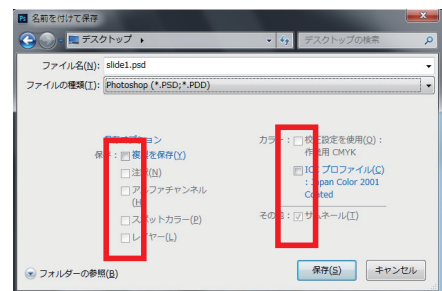 名前を付けて保存
デスクトップ
デスクトップの検索
ファイル名(N): slide1.psd
ファイルの種類(T): Photoshop (*.PSD;*.PDD)
保存オプション
保存: 複製を保存(Y)
注釈(N)
アルファチャンネル
(H)
スポットカラー(P)
レイヤー(L)
カラー: 校正設定を使用(O):
作業用 CMYK
ICC プロファイル(C)
: Japan Color 2001
Coated
その他: サムネール(T)
フォルダーの参照(B)
保存(S)
キャンセル